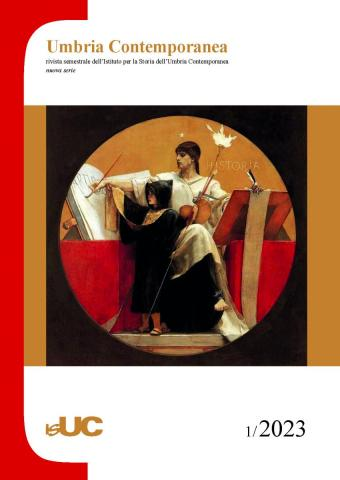 Umbria Contemporanea
rivista semestrale dell'Istituto per la Storia dell'Umbria Contemporanea
nuova serie
HISTORIA
isUC
1/2023